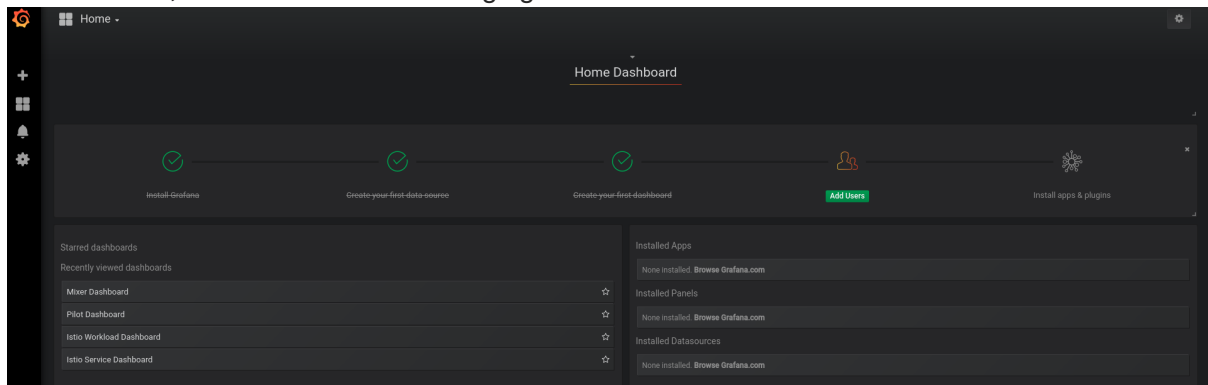 Home
Home Dashboard
Install Grafana
Create your first data source
Create your first dashboard
Add Users
Install apps & plugins
Starred dashboards
Recently viewed dashboards
Mixer Dashboard
Pilot Dashboard
Istio Workload Dashboard
Istio Service Dashboard
Installed Apps
None installed. Browse Grafana.com
Installed Panels
None installed. Browse Grafana.com
Installed Datasources
None installed. Browse Grafana.com